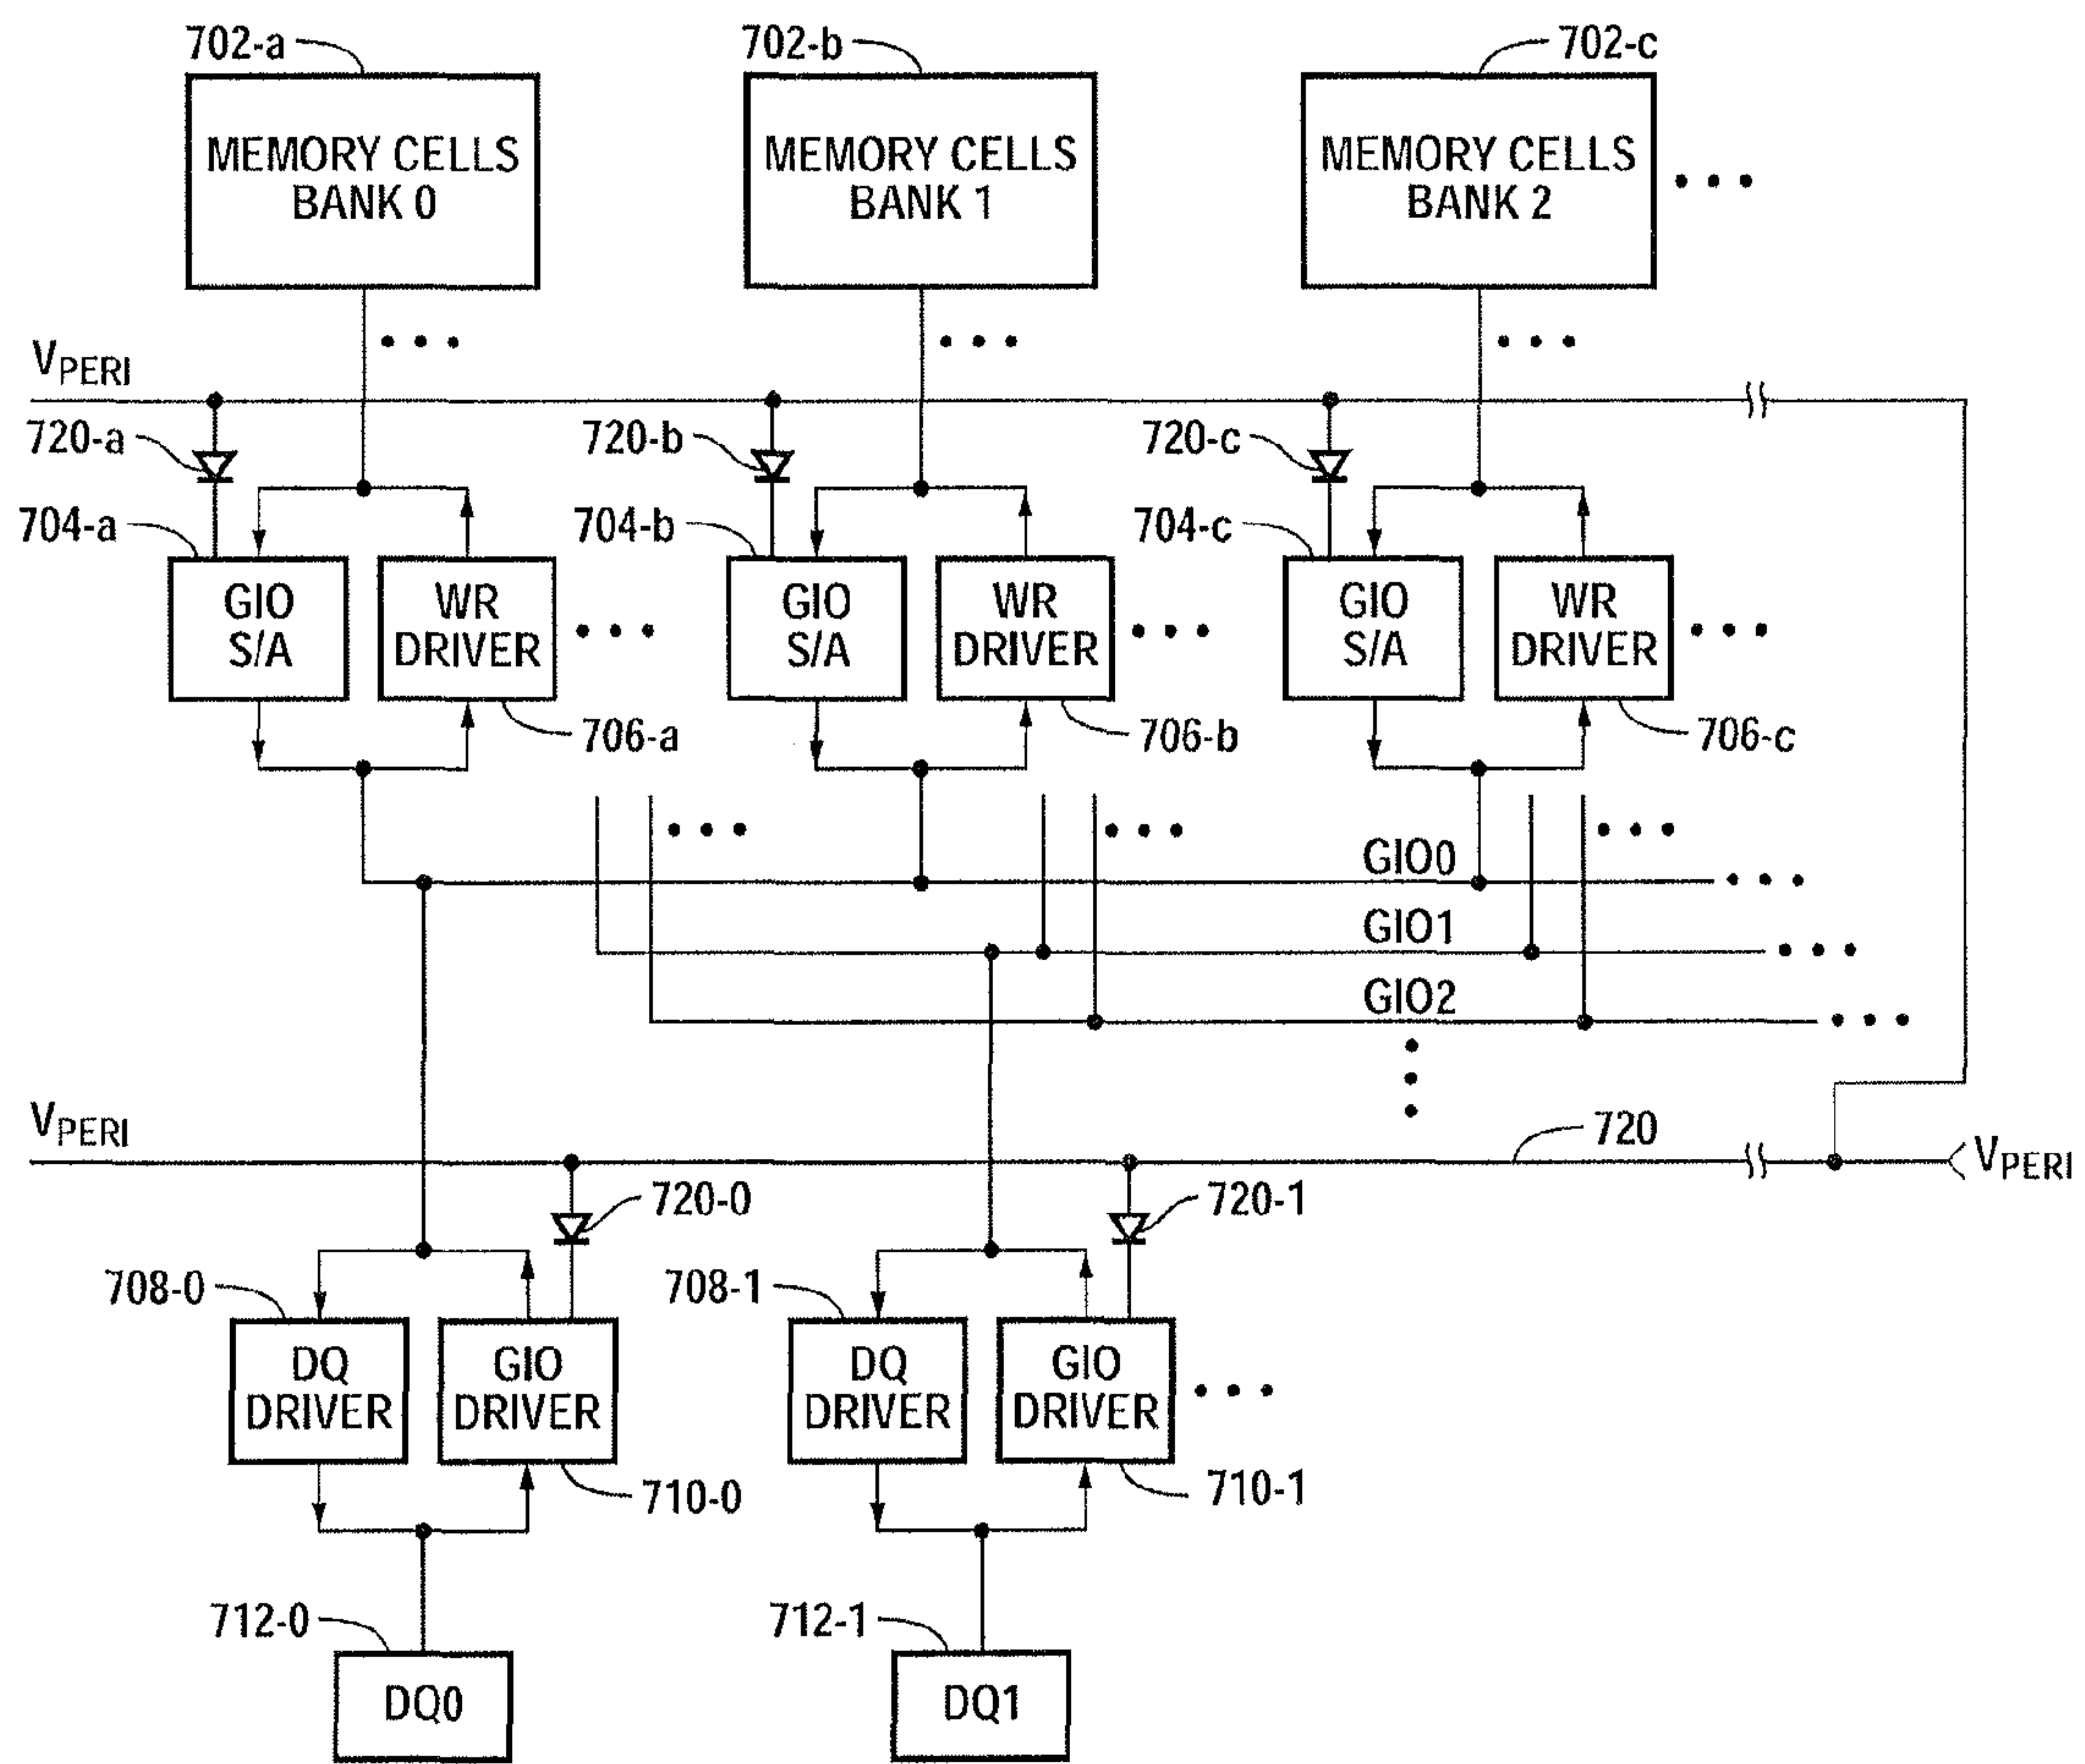 702-a
702-b
702-c
MEMORY CELLS
BANK 0
MEMORY CELLS
BANK 1
MEMORY CELLS
BANK 2
VPERI
720-a
720-b
720-c
704-a
704-b
704-c
GIO
S/A
WR
DRIVER
GIO
S/A
WR
DRIVER
GIO
S/A
WR
DRIVER
706-a
706-b
706-c
GIO0
GIO1
GIO2
VPERI
720
VPERI
720-0
720-1
708-0
708-1
DQ
DRIVER
GIO
DRIVER
DQ
DRIVER
GIO
DRIVER
710-0
710-1
712-0
712-1
DQ0
DQ1